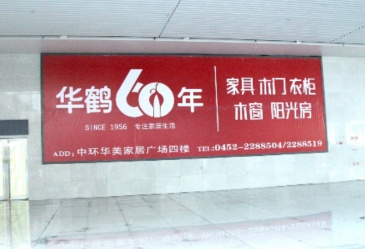 华鹤60年
SINCE 1956 专注家居生活
家具 木门 衣柜
木窗 阳光房
ADD: 中环华美家居广场四楼
TEL:0452-2288504/2288519